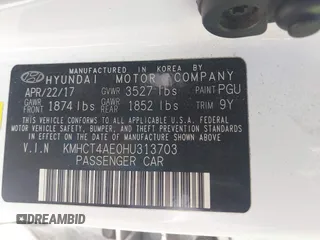 MANUFACTURED IN KOREA BY
HYUNDAI MOTOR COMPANY
APR/22/17 GVWR 3527 lbs PAINT PGU
GAWR FRONT 1874 lbs GAWR REAR 1852 lbs TRIM 9Y
THIS VEHICLE CONFORMS TO ALL APPLICABLE
U.S. FEDERAL MOTOR VEHICLE SAFETY, BUMPER, AND
THEFT PREVENTION STANDARDS IN EFFECT ON THE
DATE OF MANUFACTURE SHOWN ABOVE.
V.I.N KMHCT4AE0HU313703
PASSENGER CAR
DREAMBID